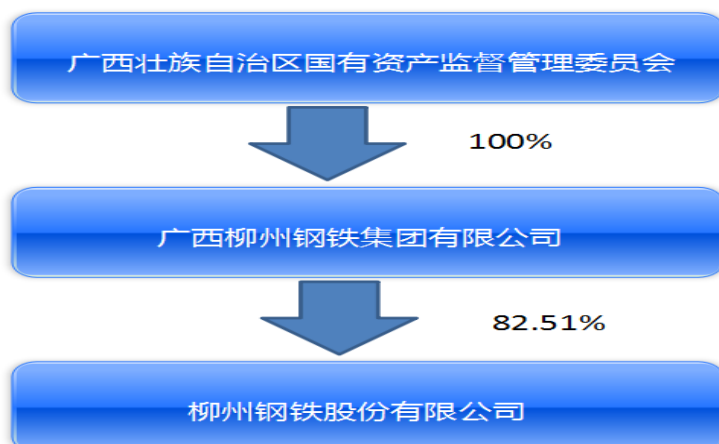 广西壮族自治区国有资产监督管理委员会
100%
广西柳州钢铁集团有限公司
82.51%
柳州钢铁股份有限公司